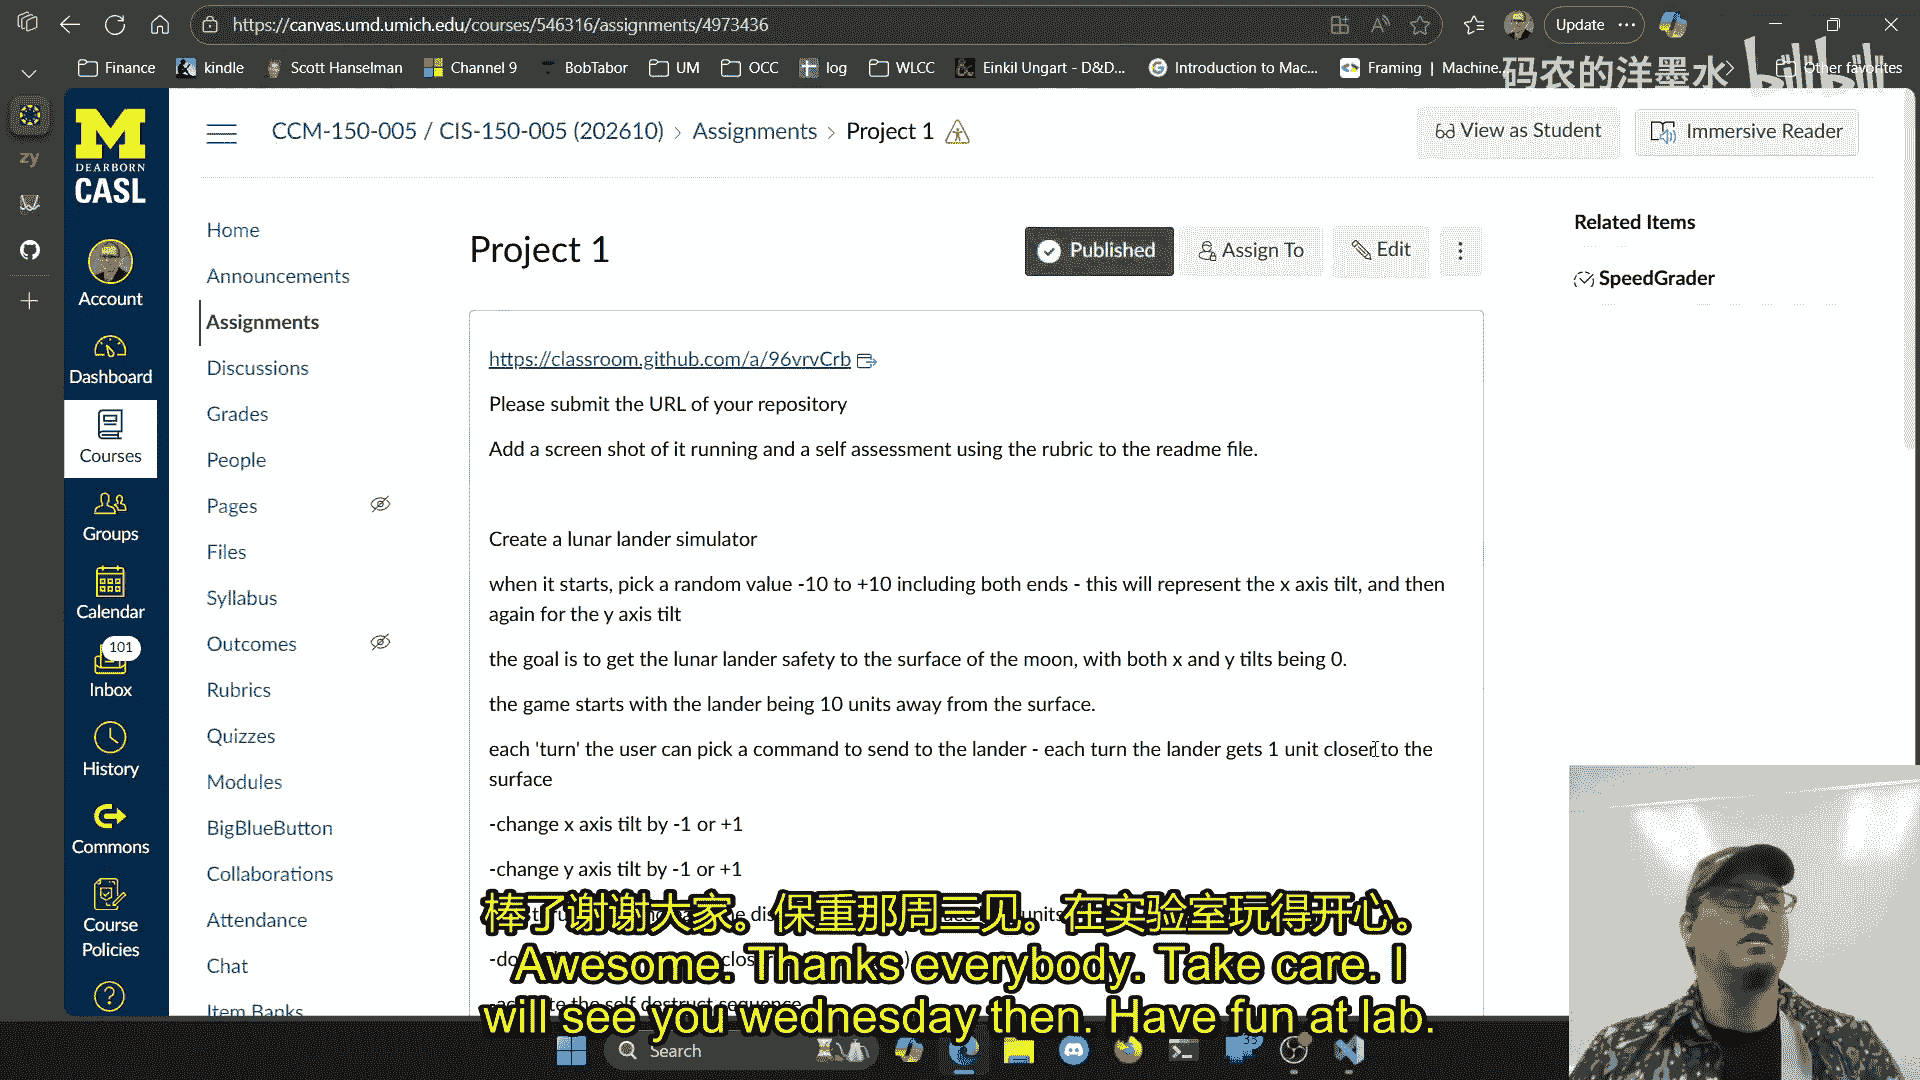 https://canvas.umd.umich.edu/courses/546316/assignments/4973436
Update
Finance
kindle
Scott Hanselman
Channel 9
BobTabor
UM
OCC
log
WLCC
Einkil Ungart - D&D...
Introduction to Mac...
Framing | Machine...
Other favorites
码农的洋墨水
bilibili
zy
M
DEARBORN
CASL
Account
Dashboard
Courses
Groups
Calendar
101
Inbox
History
Commons
Course
Policies
CCM-150-005 / CIS-150-005 (202610) › Assignments › Project 1
View as Student
Immersive Reader
Home
Announcements
Assignments
Discussions
Grades
People
Pages
Files
Syllabus
Outcomes
Rubrics
Quizzes
Modules
BigBlueButton
Collaborations
Attendance
Chat
Item Banks
Project 1
Published
Assign To
Edit
Related Items
SpeedGrader
https://classroom.github.com/a/96vrvCrb
Please submit the URL of your repository
Add a screen shot of it running and a self assessment using the rubric to the readme file.
Create a lunar lander simulator
when it starts, pick a random value -10 to +10 including both ends - this will represent the x axis tilt, and then
again for the y axis tilt
the goal is to get the lunar lander safety to the surface of the moon, with both x and y tilts being 0.
the game starts with the lander being 10 units away from the surface.
each 'turn' the user can pick a command to send to the lander - each turn the lander gets 1 unit closer to the
surface
-change x axis tilt by -1 or +1
-change y axis tilt by -1 or +1
the self destruct sequence
棒了谢谢大家。保重那周三见。在实验室玩得开心。
Awesome. Thanks everybody. Take care. I
will see you wednesday then. Have fun at lab.
Search